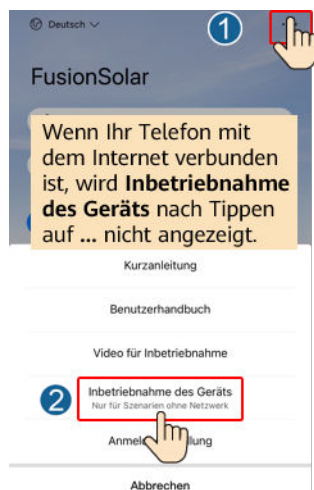 Deutsch
1
...
FusionSolar
Wenn Ihr Telefon mit
dem Internet verbunden
ist, wird Inbetriebnahme
des Geräts nach Tippen
auf ... nicht angezeigt.
Kurzanleitung
Benutzerhandbuch
Video für Inbetriebnahme
2
Inbetriebnahme des Geräts
Nur für Szenarien ohne Netzwerk
Abbrechen